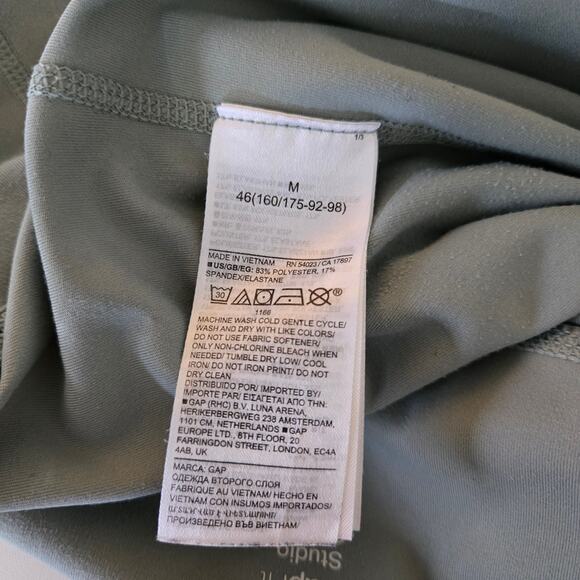 1/3
M
46(160/175-92-98)
MADE IN VIETNAM RN 54023 / CA 17897
■ US/GB/EG: 83% POLYESTER, 17%
SPANDEX/ELASTANE
30
®
1166
MACHINE WASH COLD GENTLE CYCLE/
WASH AND DRY WITH LIKE COLORS/
DO NOT USE FABRIC SOFTENER/
ONLY NON-CHLORINE BLEACH WHEN
NEEDED/ TUMBLE DRY LOW/ COOL
IRON/ DO NOT IRON PRINT/ DO NOT
DRY CLEAN
DISTRIBUIDO POR/ IMPORTED BY/
IMPORTE PAR/ ΕΙΣΑΓΕΤΑΙ ΑΠΟ ΤΗΝ:
■ GAP (RHC) B.V. LUNA ARENA,
HERIKERBERGWEG 238 AMSTERDAM,
1101 CM, NETHERLANDS ■ GAP
EUROPE LTD., 8TH FLOOR, 20
FARRINGDON STREET, LONDON, EC4A
4AB, UK
MARCA: GAP
ОДЕЖДА ВТОРОГО СЛОЯ
FABRIQUE AU VIETNAM/ HECHO EN
VIETNAM CON INSUMOS IMPORTADOS/
ПРОИЗВЕДЕНО ВЪВ ВИЕТНАМ/
Studio